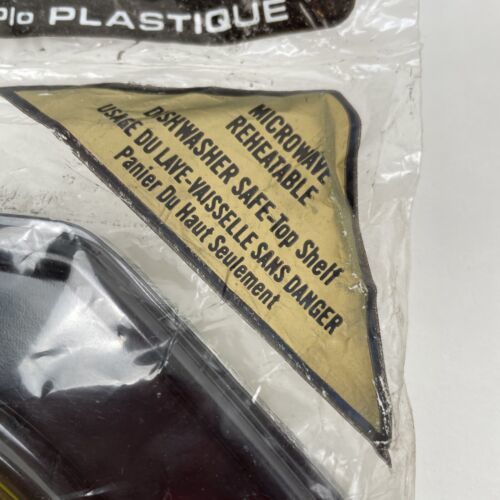 PLASTIQUE
MICROWAVE
REHEATABLE
DISHWASHER SAFE-Top Shelf
USAGE DU LAVE-VAISSELLE SANS DANGER
Panier Du Haut Seulement